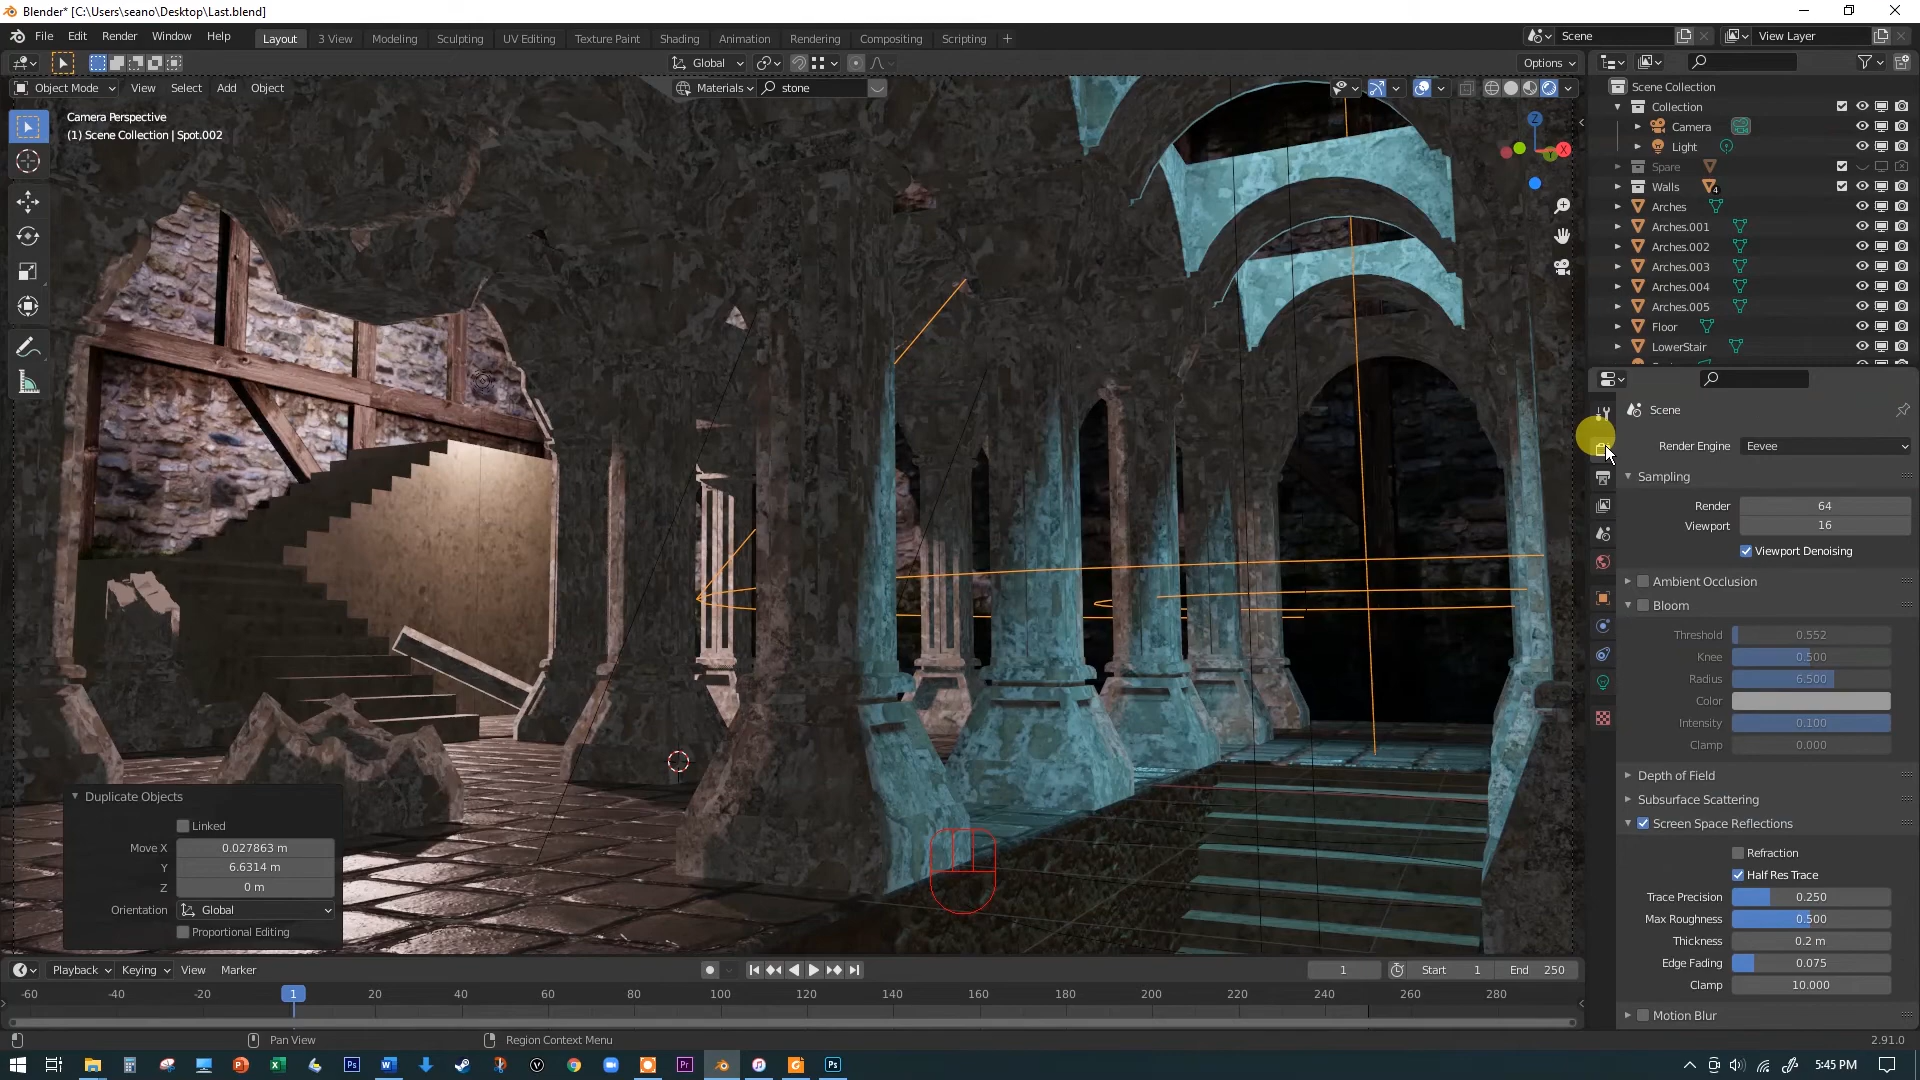 Blender* [C:\Users\seano\Desktop\Last.blend]
File Edit Render Window Help
Layout 3 View Modeling Sculpting UV Editing Texture Paint Shading Animation Rendering Compositing Scripting +
Scene View Layer
Global Options
Object Mode View Select Add Object Materials stone
Camera Perspective
(1) Scene Collection | Spot.002
Z
X
Y
Scene Collection
Collection
Camera
Light
Spare
Walls 4
Arches
Arches.001
Arches.002
Arches.003
Arches.004
Arches.005
Floor
LowerStair
Scene
Render Engine Eevee
Sampling
Render 64
Viewport 16
Viewport Denoising
Ambient Occlusion
Bloom
Threshold 0.552
Knee 0.500
Radius 6.500
Color
Intensity 0.100
Clamp 0.000
Depth of Field
Subsurface Scattering
Screen Space Reflections
Refraction
Half Res Trace
Trace Precision 0.250
Max Roughness 0.500
Thickness 0.2 m
Edge Fading 0.075
Clamp 10.000
Motion Blur
Duplicate Objects
Linked
Move X 0.027863 m
Y 6.6314 m
Z 0 m
Orientation Global
Proportional Editing
Playback Keying View Marker 1 Start 1 End 250
-60 -40 -20 1 20 40 60 80 100 120 140 160 180 200 220 240 260 280
Pan View Region Context Menu 2.91.0
5:45 PM